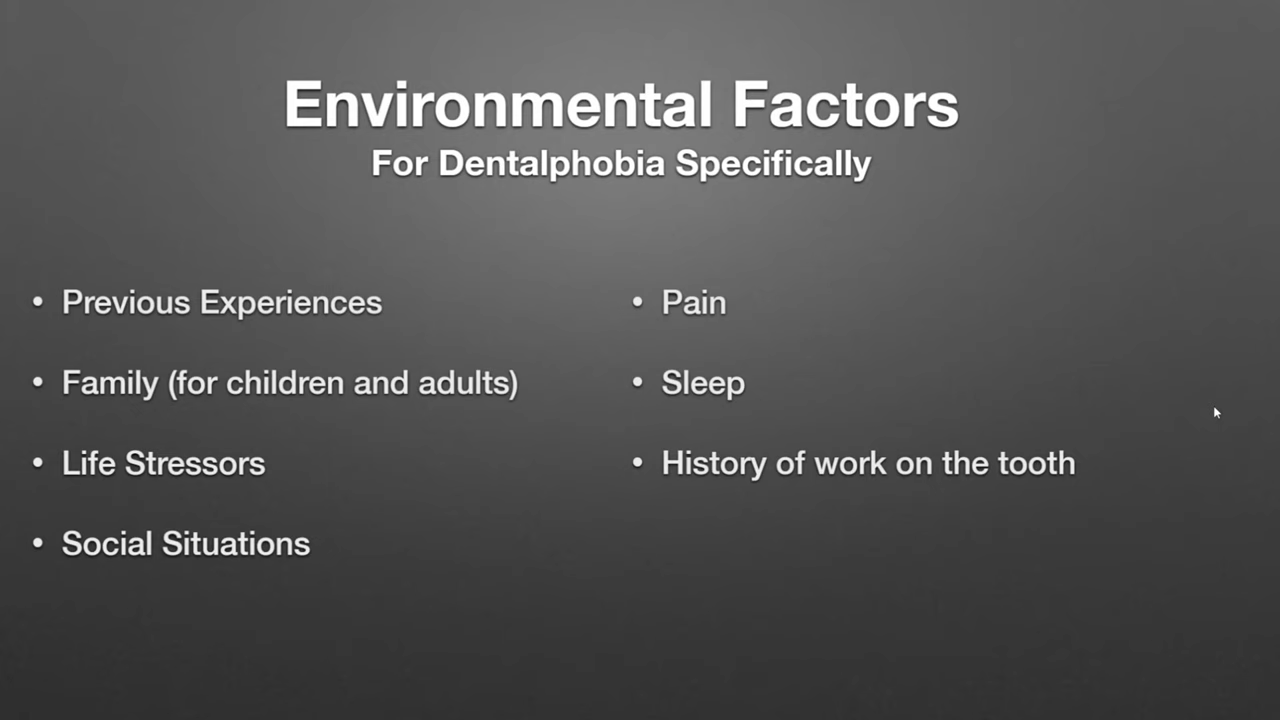 Environmental Factors
For Dentalphobia Specifically
• Previous Experiences
• Family (for children and adults)
• Life Stressors
• Social Situations
• Pain
• Sleep
• History of work on the tooth